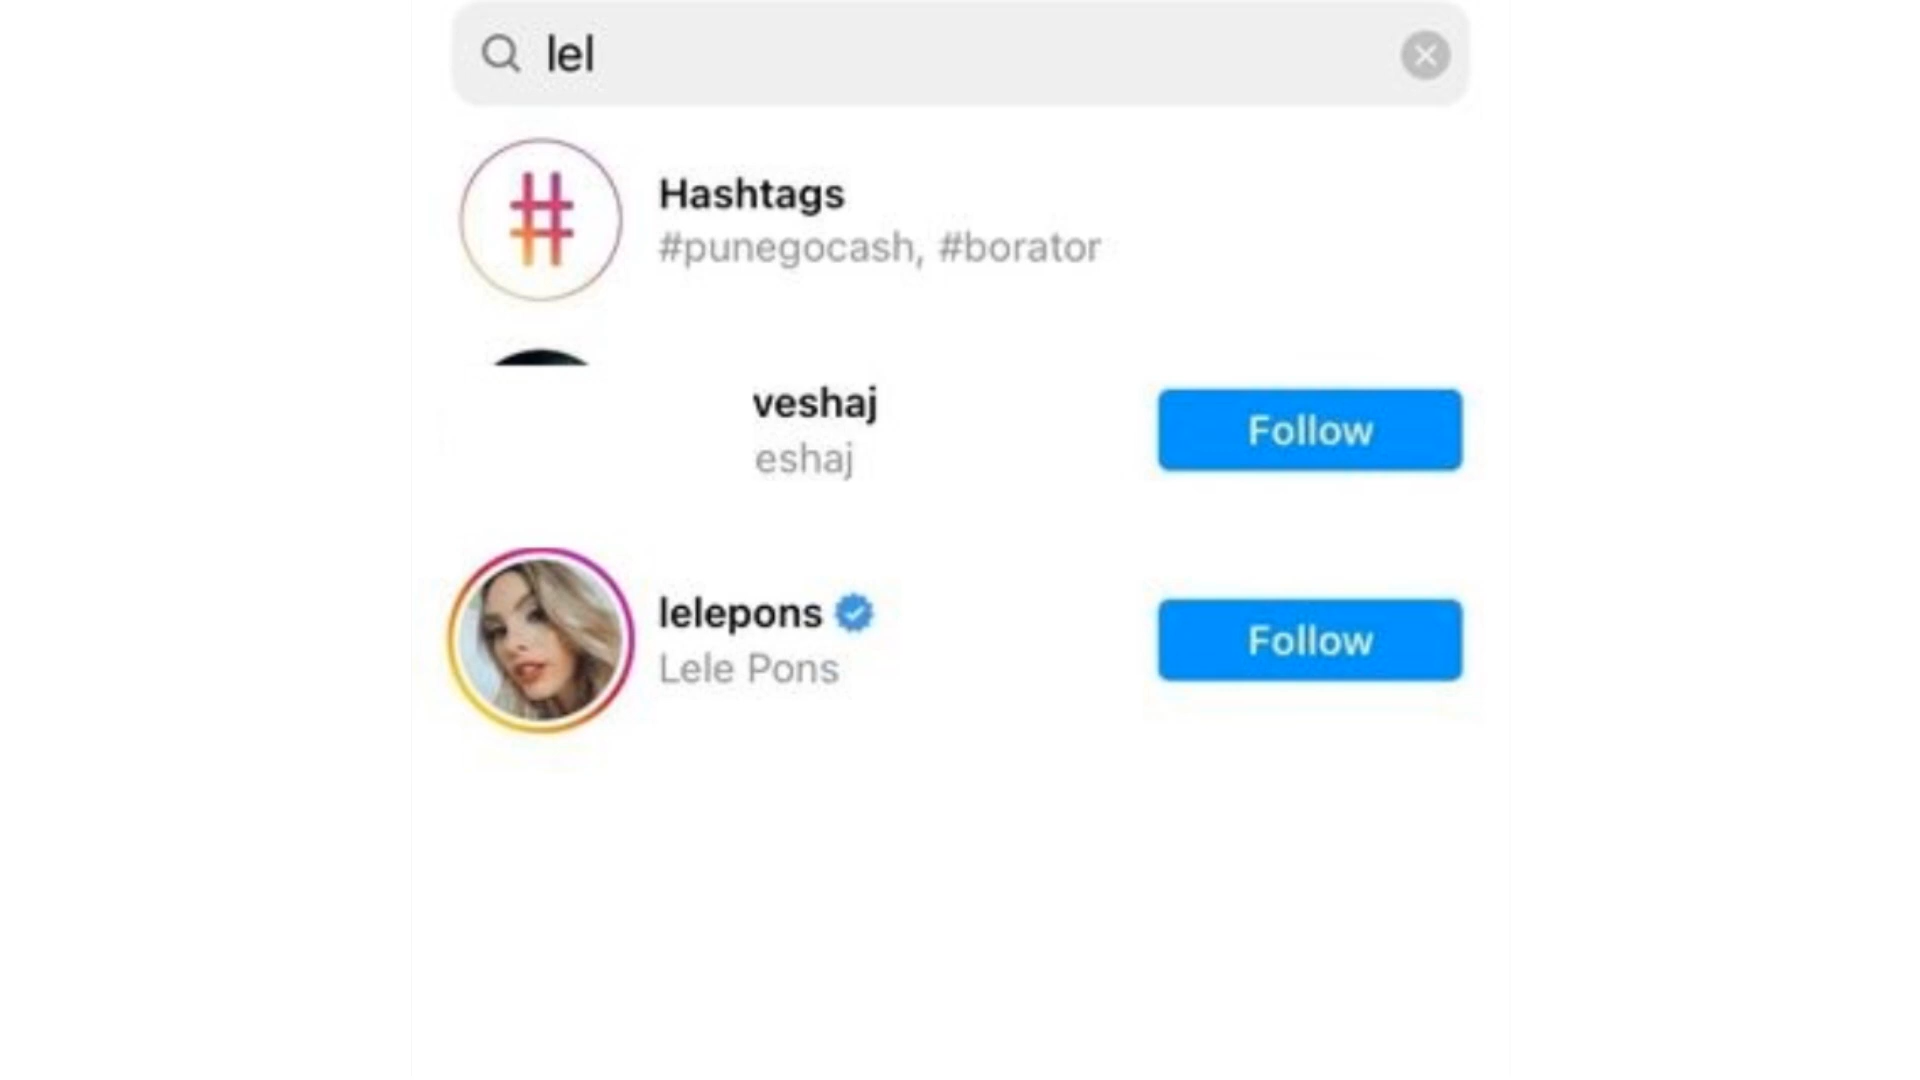 lel
Hashtags
#punegocash, #borator
veshaj
eshaj
Follow
lelepons
Lele Pons
Follow